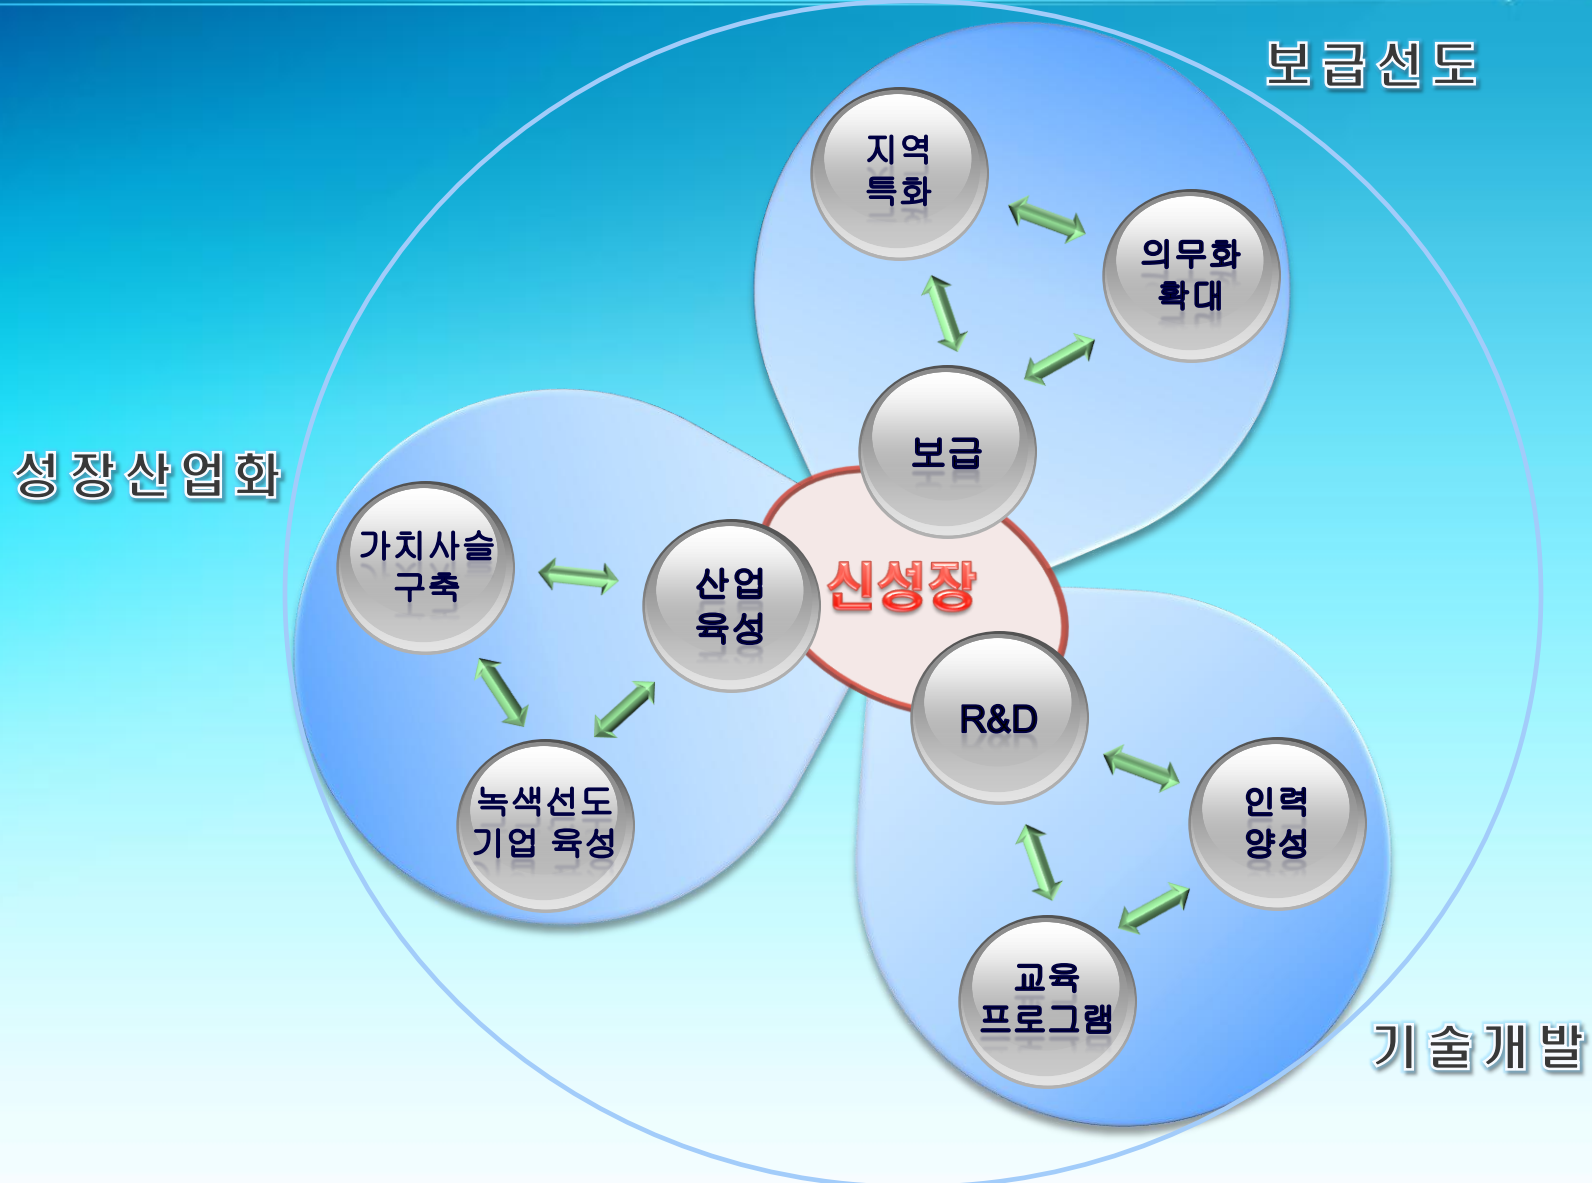 보급선도
지역
특화
의무화
확대
보급
성장산업화
가치사슬
구축
산업
육성
신성장
녹색선도
기업 육성
R&D
인력
양성
교육
프로그램
기술개발